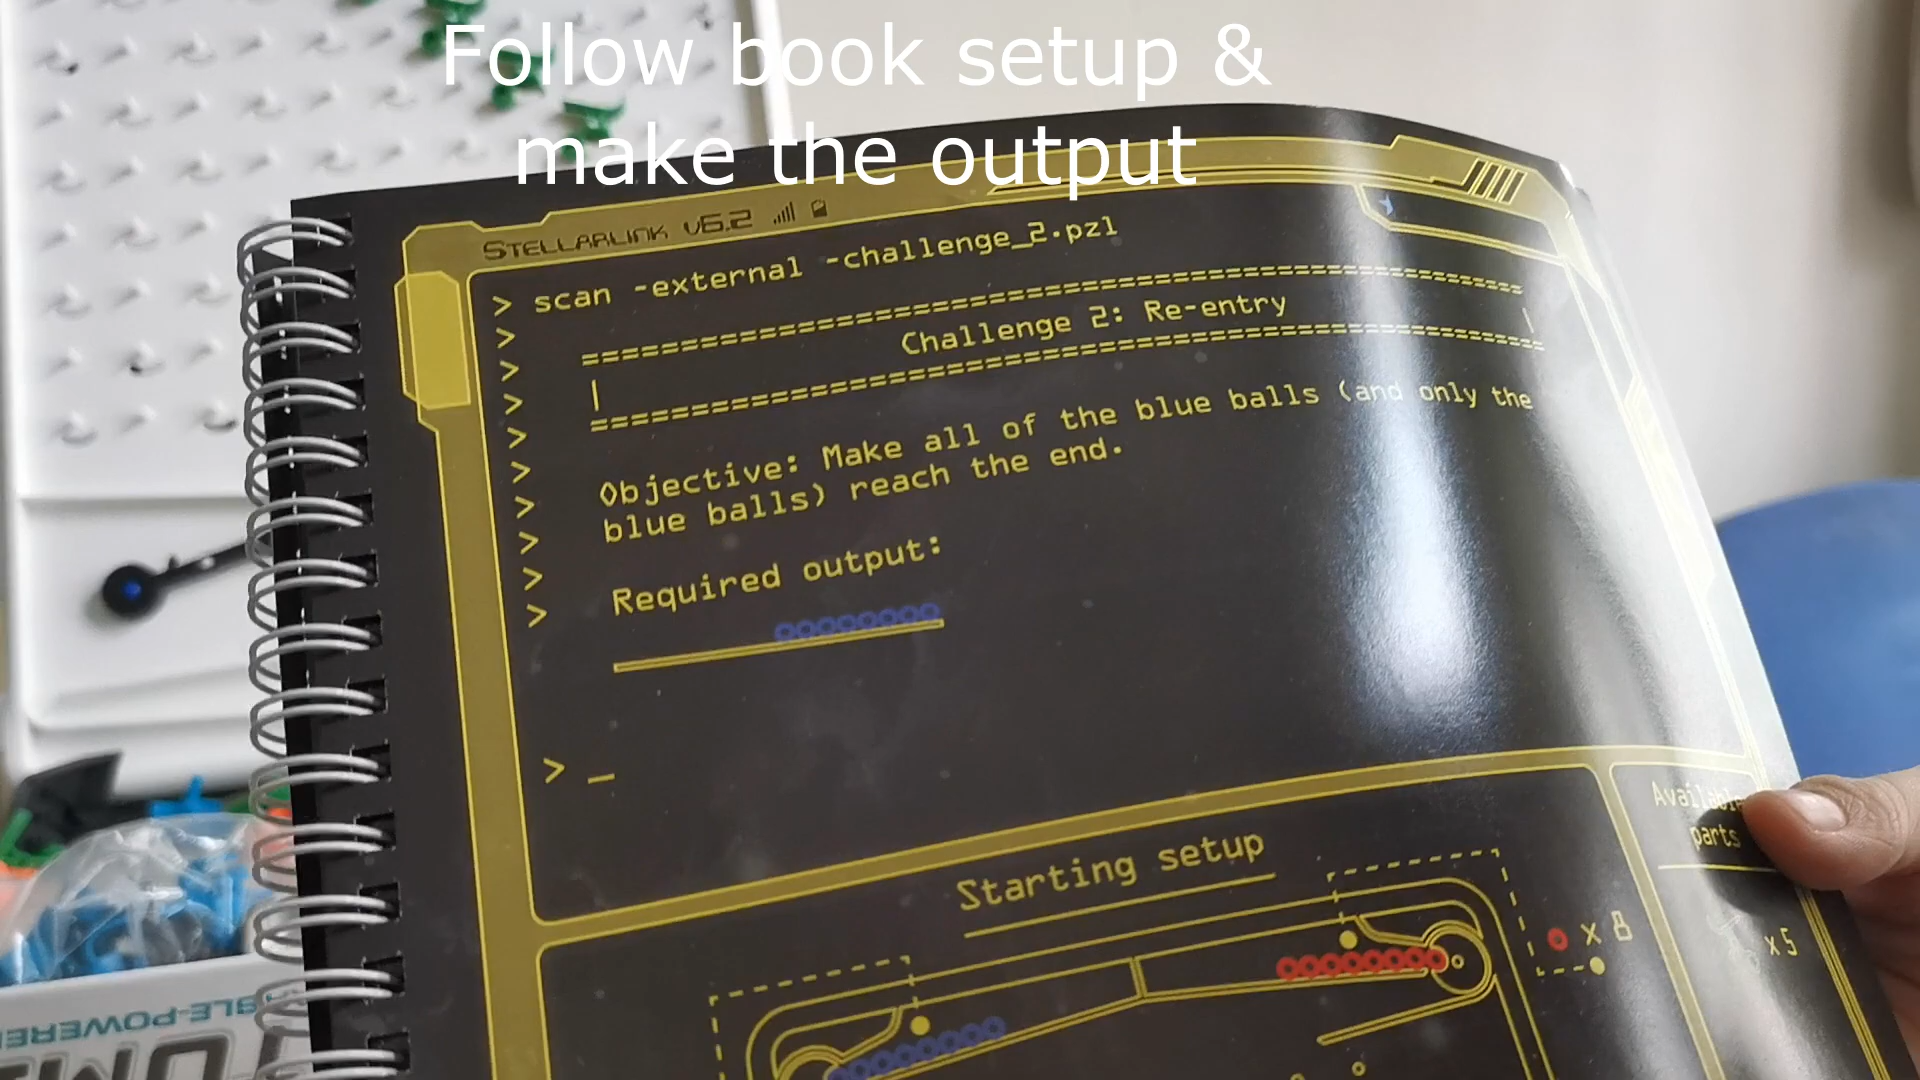 Follow book setup &
make the output
STELLARLINK v6.2
> scan -external -challenge_2.pzl
>
> ==================================================
> | Challenge 2: Re-entry |
> ==================================================
>
> Objective: Make all of the blue balls (and only the
> blue balls) reach the end.
>
> Required output:
> _
Starting setup
x 8
Available
parts
x 5